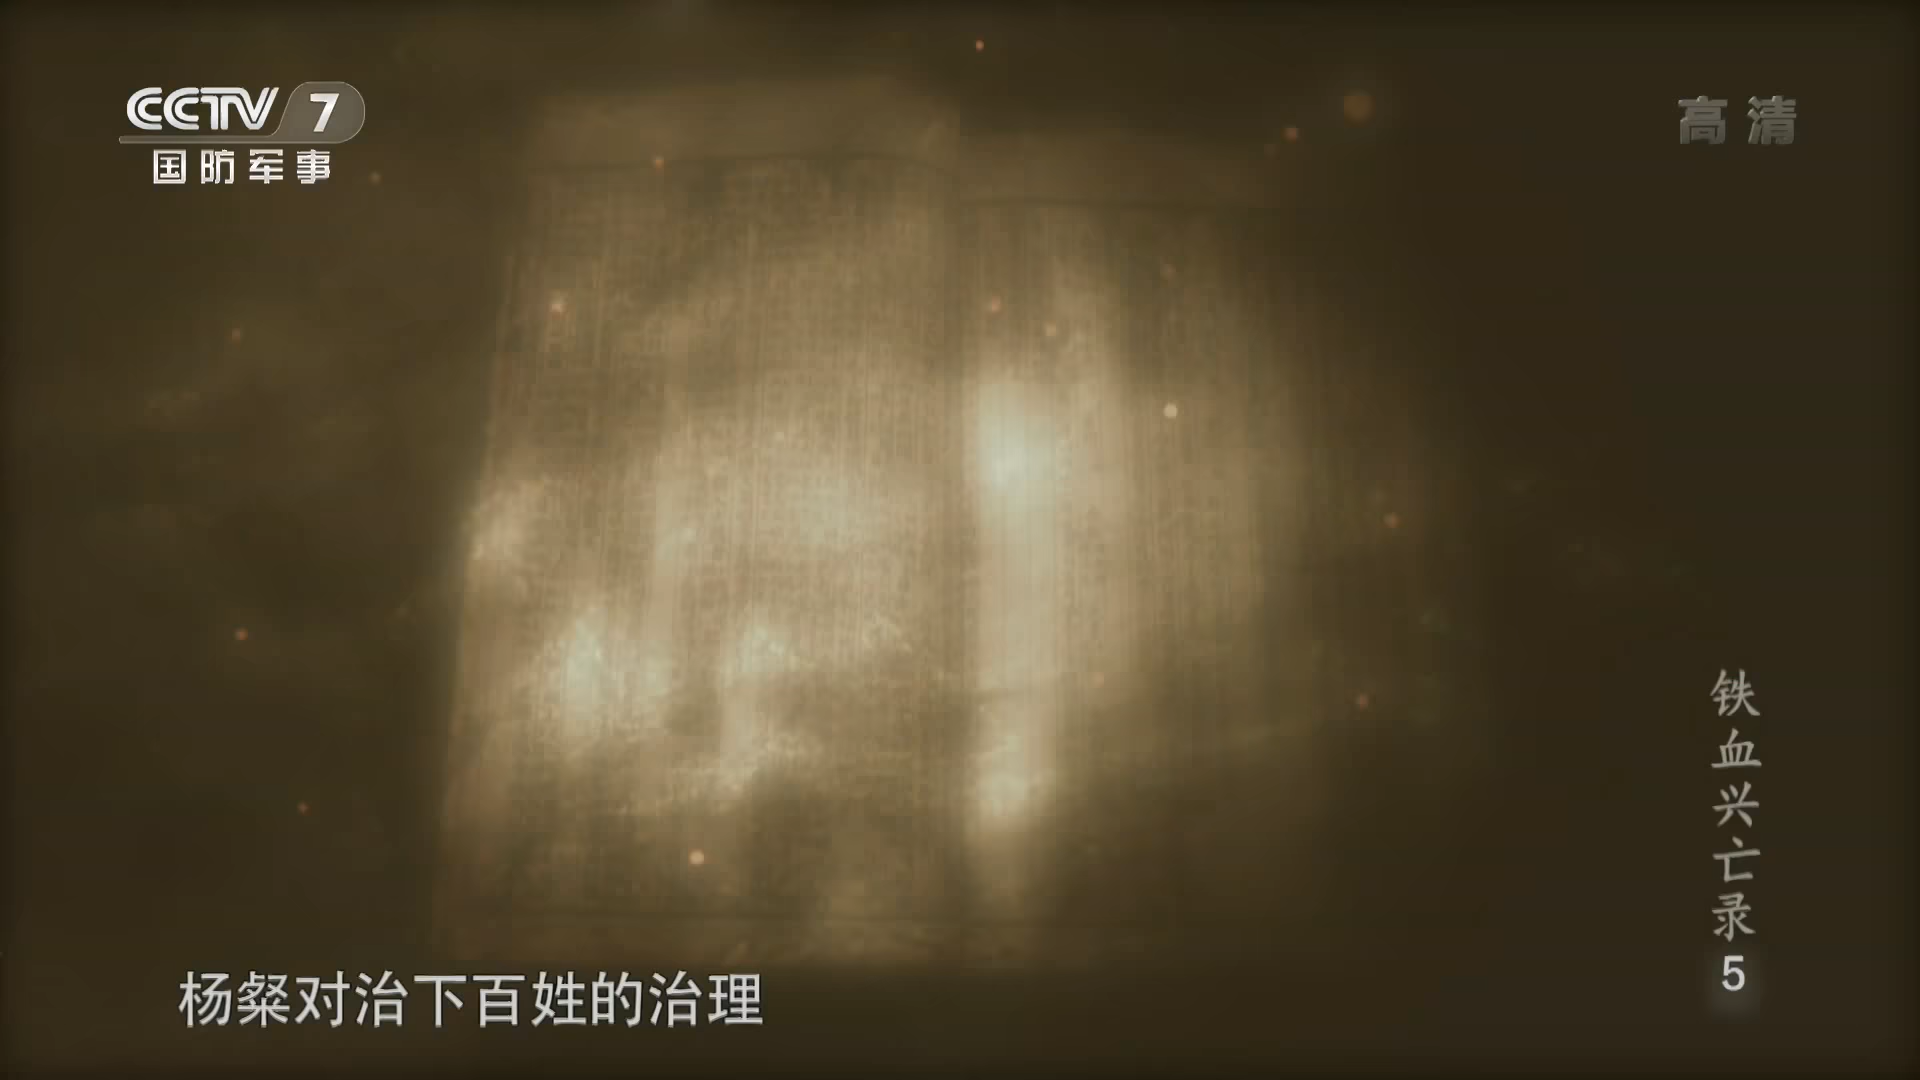 CCTV 7
国防军事
高清
铁血兴亡录5
杨粲对治下百姓的治理